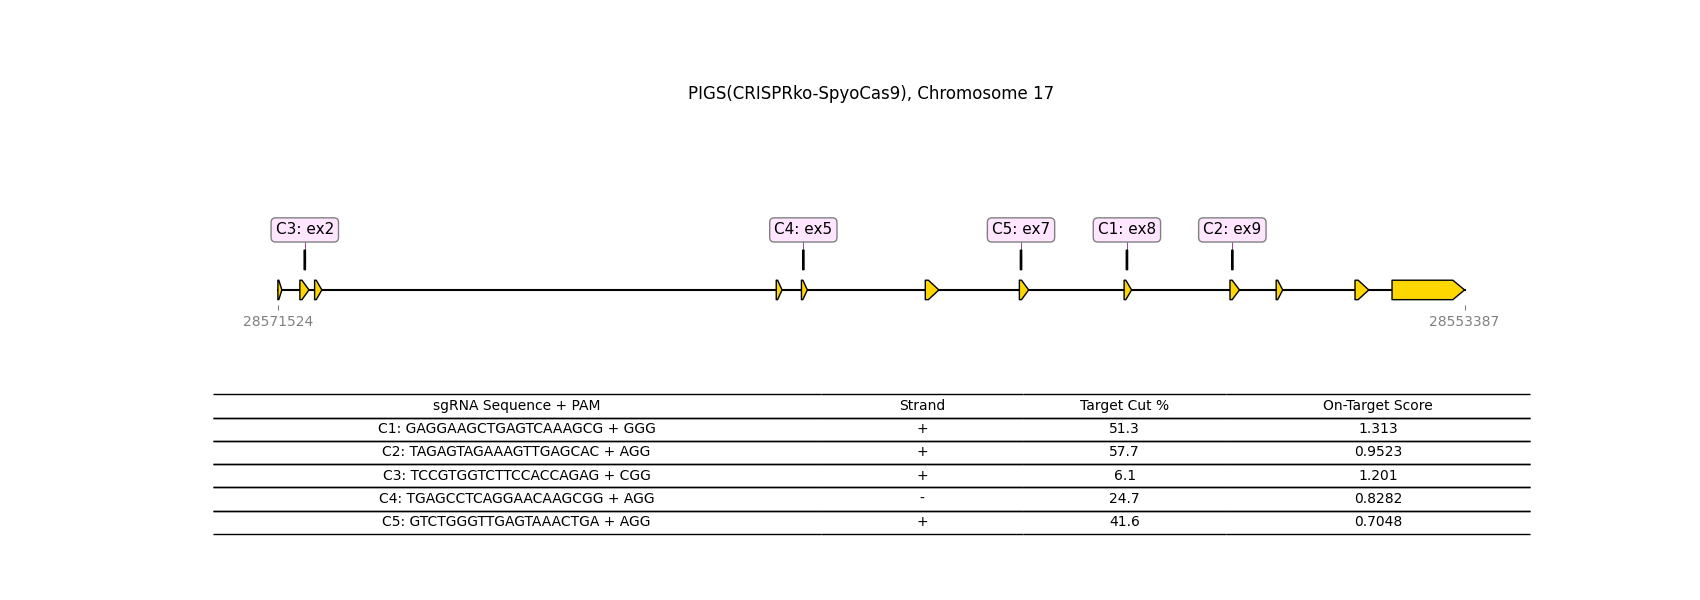 PIGS(CRISPRko-SpyoCas9), Chromosome 17
C3: ex2 C4: ex5 C5: ex7 C1: ex8 C2: ex9
28571524 28553387
sgRNA Sequence + PAM Strand Target Cut % On-Target Score
C1: GAGGAAGCTGAGTCAAAGCG + GGG + 51.3 1.313
C2: TAGAGTAGAAAGTTGAGCAC + AGG + 57.7 0.9523
C3: TCCGTGGTCTTCCACCAGAG + CGG + 6.1 1.201
C4: TGAGCCTCAGGAACAAGCGG + AGG - 24.7 0.8282
C5: GTCTGGGTTGAGTAAACTGA + AGG + 41.6 0.7048